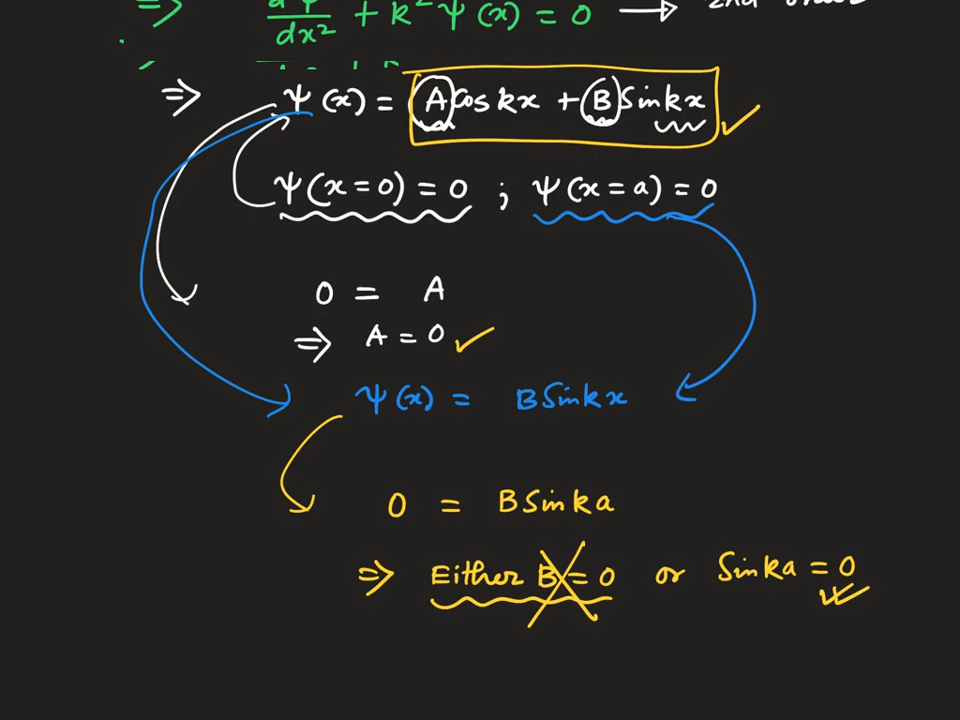 => d²Ψ/dx² + k² Ψ(x) = 0 → 2nd order
=> Ψ(x) = A Cos kx + B Sin kx ✓
Ψ(x=0) = 0 ; Ψ(x=a) = 0
0 = A
=> A = 0 ✓
Ψ(x) = B Sin kx
0 = B Sin ka
=> Either B = 0 or Sin ka = 0